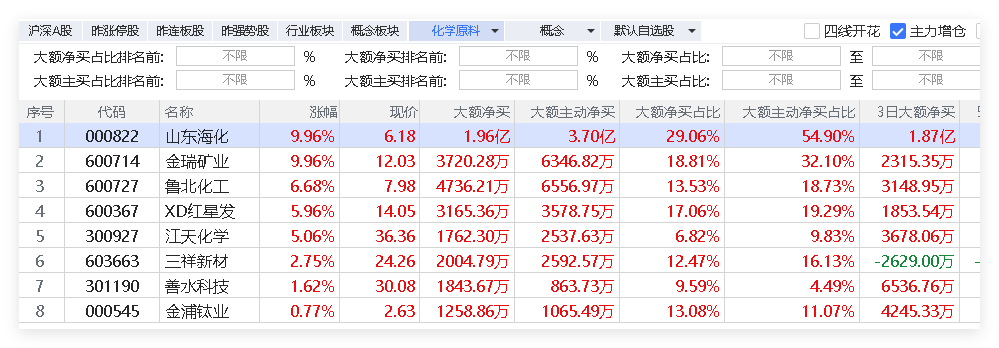 沪深A股 昨涨停股 昨连板股 昨强势股 行业板块 概念板块 化学原料 概念 默认自选股 四线开花 主力增仓
大额净买占比排名前: 不限 % 大额净买排名前: 不限 % 大额净买占比: 不限 至 不限
大额主买占比排名前: 不限 % 大额主买排名前: 不限 % 大额主买占比: 不限 至 不限
序号 代码 名称 涨幅 现价 大额净买 大额主动净买 大额净买占比 大额主动净买占比 3日大额净买
1 000822 山东海化 9.96% 6.18 1.96亿 3.70亿 29.06% 54.90% 1.87亿
2 600714 金瑞矿业 9.96% 12.03 3720.28万 6346.82万 18.81% 32.10% 2315.35万
3 600727 鲁北化工 6.68% 7.98 4736.21万 6556.97万 13.53% 18.73% 3148.95万
4 600367 XD红星发 5.96% 14.05 3165.36万 3578.75万 17.06% 19.29% 1853.54万
5 300927 江天化学 5.06% 36.36 1762.30万 2537.63万 6.82% 9.83% 3678.06万
6 603663 三祥新材 2.75% 24.26 2004.79万 2592.57万 12.47% 16.13% -2629.00万
7 301190 善水科技 1.62% 30.08 1843.67万 863.73万 9.59% 4.49% 6536.76万
8 000545 金浦钛业 0.77% 2.63 1258.86万 1065.49万 13.08% 11.07% 4245.33万